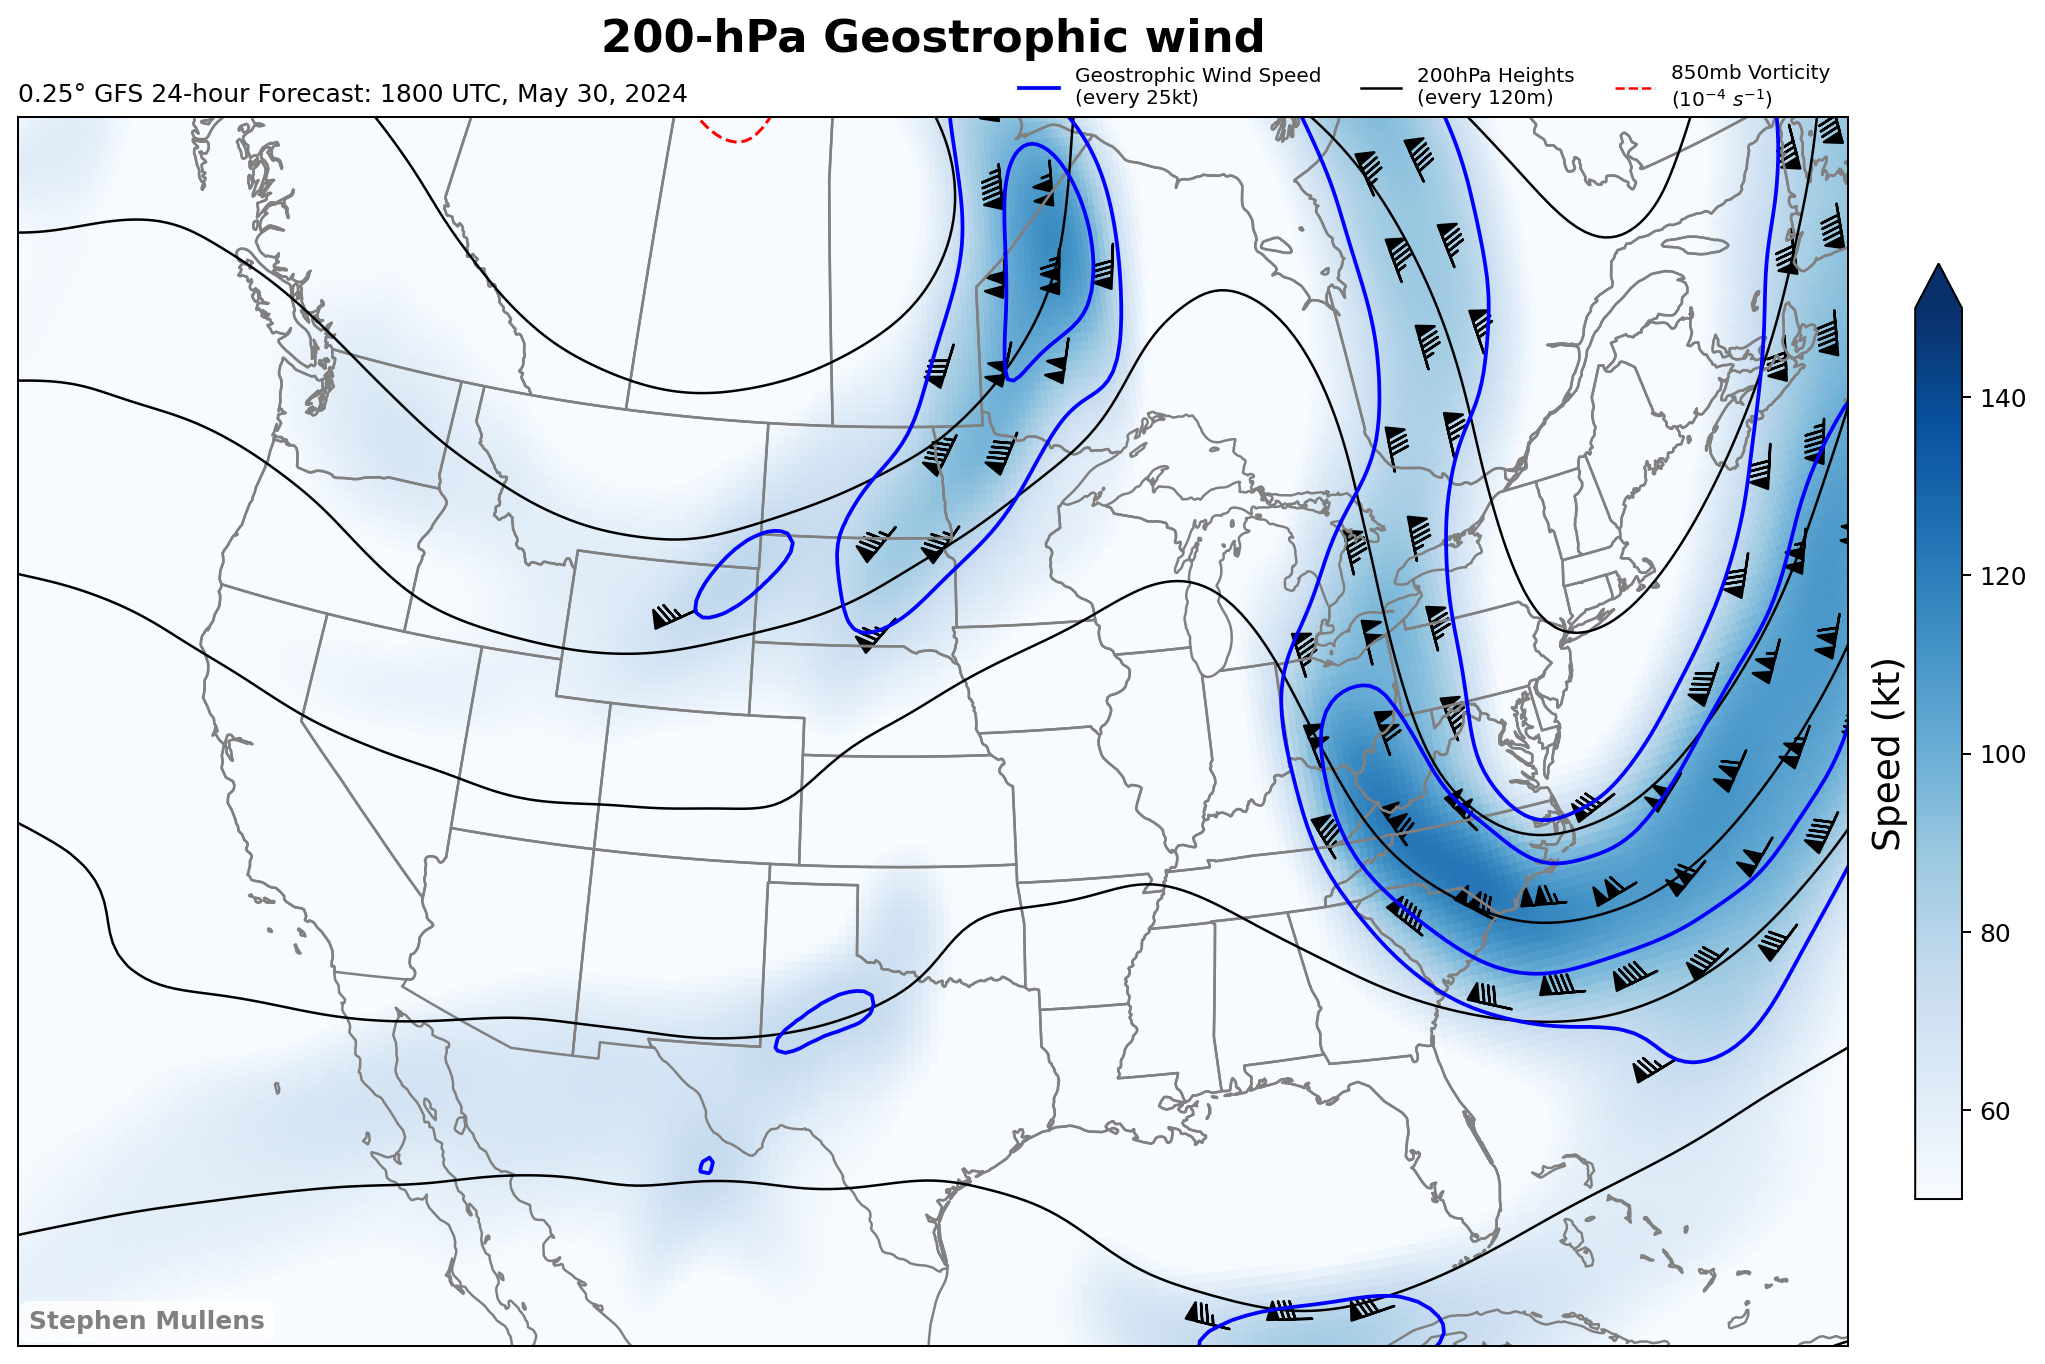 200-hPa Geostrophic wind
0.25° GFS 24-hour Forecast: 1800 UTC, May 30, 2024
Geostrophic Wind Speed
(every 25kt)
200hPa Heights
(every 120m)
850mb Vorticity
(10⁻⁴ s⁻¹)
140
120
100
80
60
Speed (kt)
Stephen Mullens